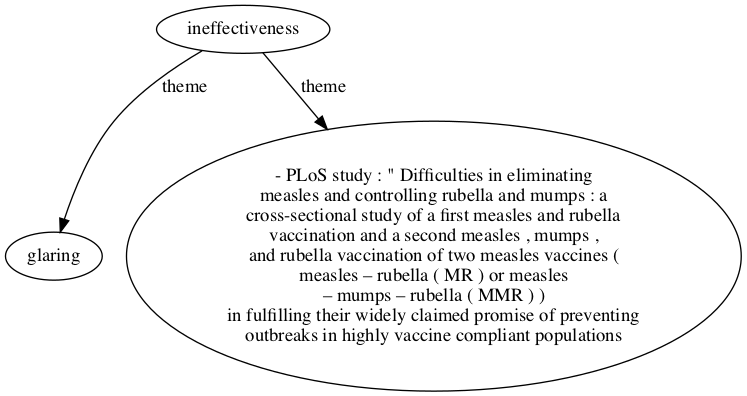 ineffectiveness
theme
theme
glaring
- PLoS study : " Difficulties in eliminating
measles and controlling rubella and mumps : a
cross-sectional study of a first measles and rubella
vaccination and a second measles , mumps ,
and rubella vaccination of two measles vaccines (
measles – rubella ( MR ) or measles
– mumps – rubella ( MMR ) )
in fulfilling their widely claimed promise of preventing
outbreaks in highly vaccine compliant populations